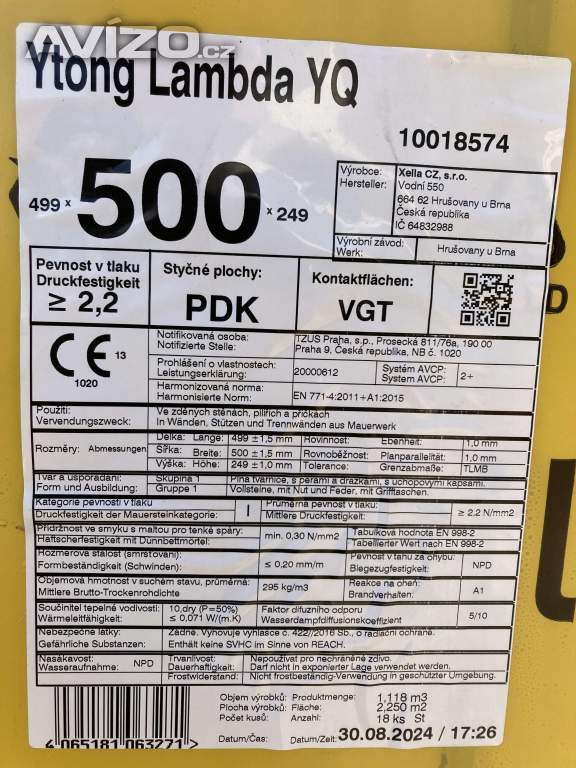 AVÍZO.cz
Ytong Lambda YQ
10018574
499 x 500 x 249
Výrobce: Hersteller:
Xella CZ, s.r.o.
Vodní 550
664 62 Hrušovany u Brna
Česká republika
IČ 64832988
Výrobní závod: Werk:
Hrušovany u Brna
Pevnost v tlaku
Druckfestigkeit
≥ 2,2
Styčné plochy:
PDK
Kontaktflächen:
VGT
D
CE 13
1020
Notifikovaná osoba:
Notifizierte Stelle:
TZUS Praha, s.p., Prosecká 811/76a, 190 00
Praha 9, Česká republika, NB č. 1020
Prohlášení o vlastnostech:
Leistungserklärung:
20000612
Systém AVCP:
System AVCP:
2+
Harmonizovaná norma:
Harmonisierte Norm:
EN 771-4:2011+A1:2015
Použití:
Verwendungszweck:
Ve zděných stěnách, pilířích a příčkách
In Wänden, Stützen und Trennwänden aus Mauerwerk
Rozměry: Abmessungen
Délka: Länge: 499 ±1,5 mm
Šířka: Breite: 500 ±1,5 mm
Výška: Höhe: 249 ±1,0 mm
Rovinnost: Ebenheit: 1,0 mm
Rovnoběžnost: Planparallelität: 1,0 mm
Tolerance: Grenzabmaße: TLMB
Tvar a uspořádání:
Form und Ausbildung:
Skupina 1
Gruppe 1
Plná tvárnice, s pérami a drážkami, s úchopovými kapsami.
Vollsteine, mit Nut und Feder, mit Grifftaschen.
Kategorie pevnosti v tlaku
Druckfestigkeit der Mauersteinkategorie:
I
Průměrná pevnost v tlaku:
Mittlere Druckfestigkeit:
≥ 2.2 N/mm2
Přídržnost ve smyku s maltou pro tenké spáry:
Haftscherfestigkeit mit Dünnbettmörtel:
min. 0,30 N/mm2
Tabulková hodnota EN 998-2
Tabellierter Wert nach EN 998-2
Rozměrová stálost (smrštování):
Formbeständigkeit (Schwinden):
≤ 0,20 mm/m
Pevnost v tahu za ohybu:
Biegezugfestigkeit:
NPD
Objemová hmotnost v suchém stavu, průměrná:
Mittlere Brutto-Trockenrohdichte
295 kg/m3
Reakce na oheň:
Brandverhalten:
A1
Součinitel tepelné vodivosti:
Wärmeleitfähigkeit:
10,dry (P=50%)
≤ 0,071 W/(m.K)
Faktor difuzního odporu
Wasserdampfdiffusionskoeffizient
5/10
Nebezpečné látky:
Gefährliche Substanzen:
Žádné. Vyhovuje vyhlášce č. 422/2016 Sb., o radiační ochraně.
Enthält keine SVHC im Sinne von REACH.
Nasákavost:
Wasseraufnahme:
NPD
Trvanlivost:
Dauerhaftigkeit:
Nepoužívat pro nechráněné zdivo.
Darf nicht in exponierter Lage verwendet werden.
Frostwiderstand: Nicht frostbeständig-Verwendung in geschützter Umgebung.
4 065181 063271
Objem výrobků: Produktmenge: 1,118 m3
Plocha výrobků: Fläche: 2,250 m2
Počet kusů: Anzahl: 18 ks St
Datum/Čas: Datum/Zeit: 30.08.2024 / 17:26